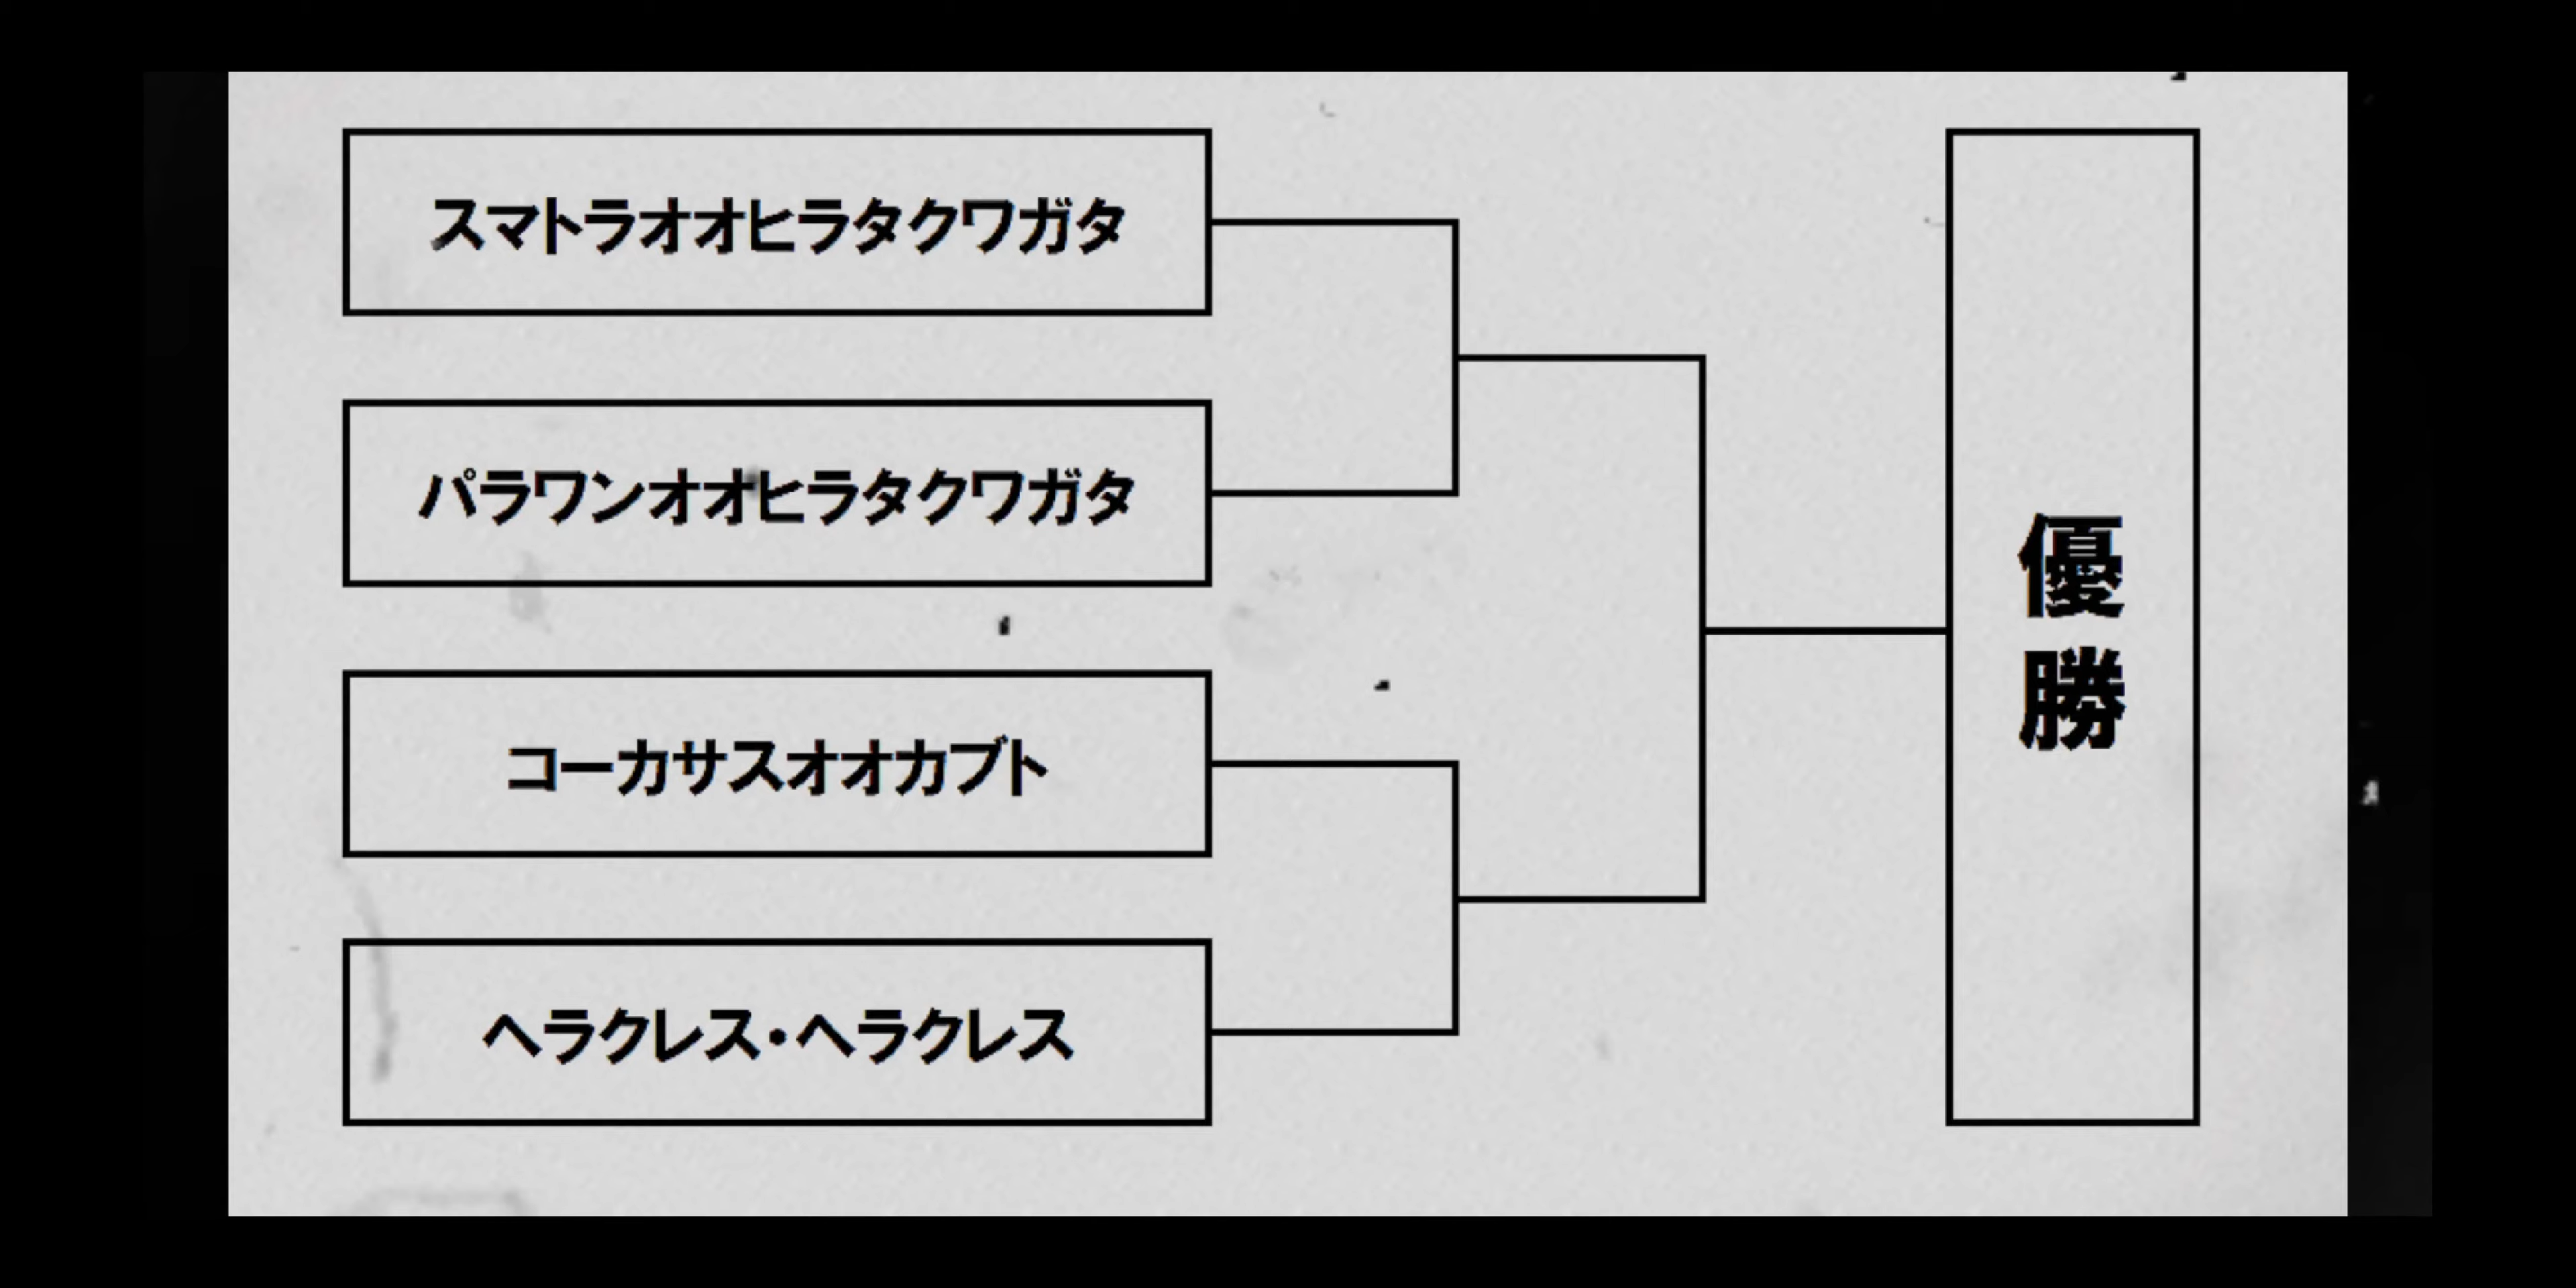 スマトラオオヒラタクワガタ
パラワンオオヒラタクワガタ
コーカサスオオカブト
ヘラクレス・ヘラクレス
優勝